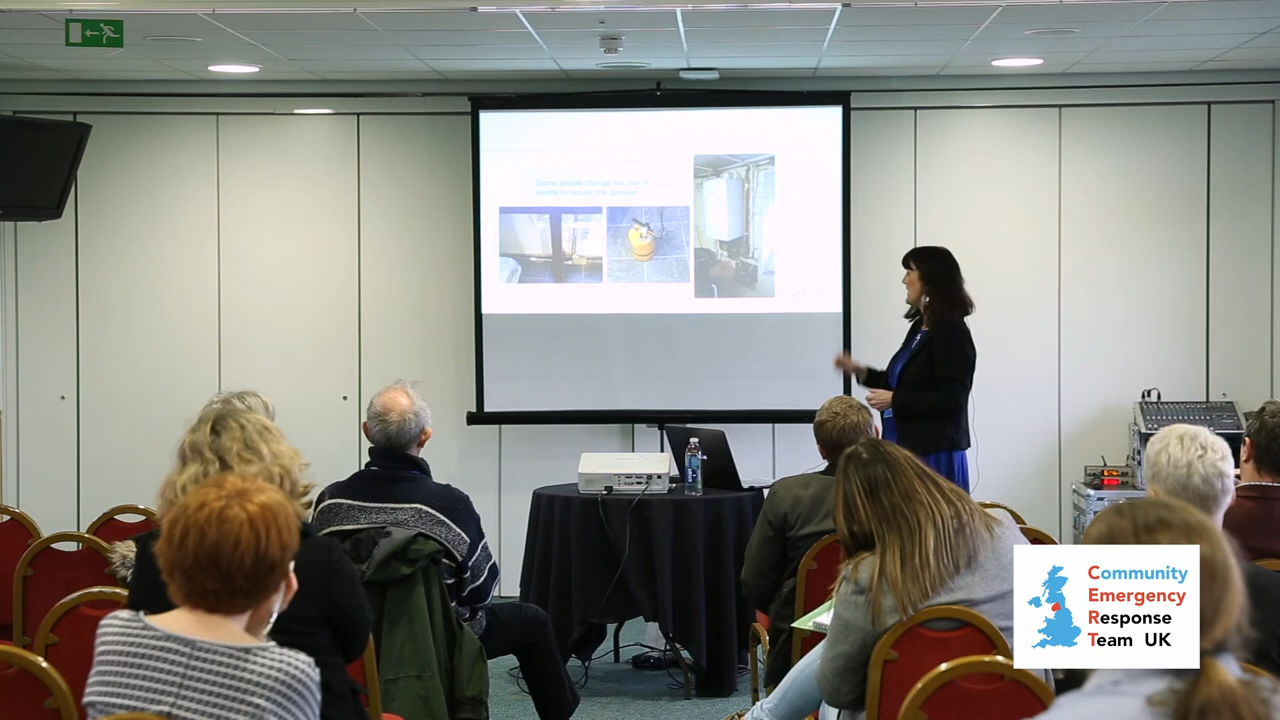 Some people change the use of
rooms to reduce the damage
Community
Emergency
Response
Team UK